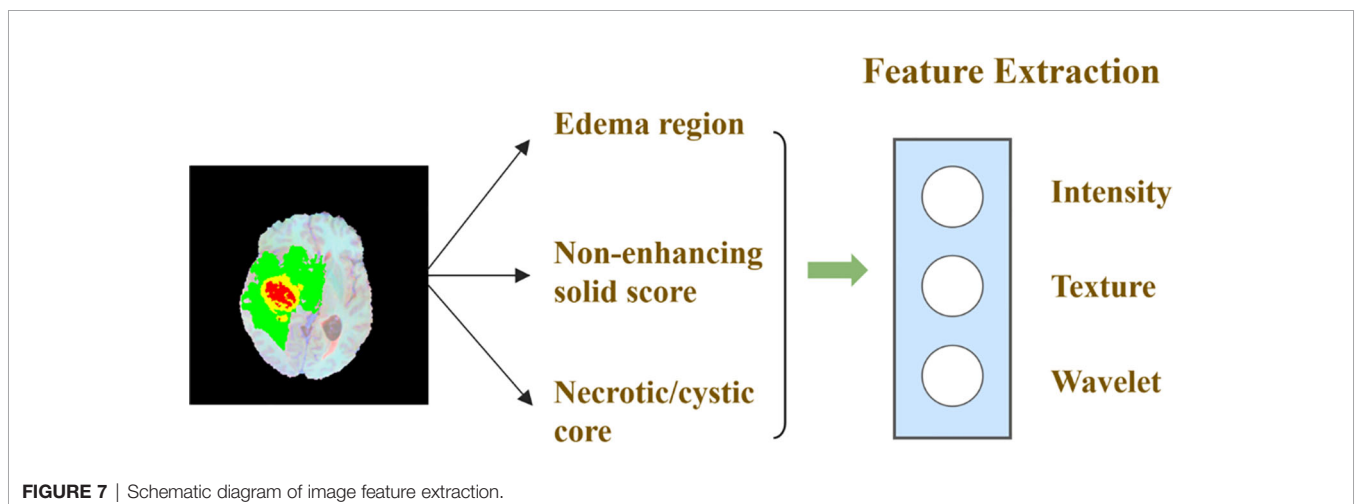 Feature Extraction
Edema region
Non-enhancing
solid score
Necrotic/cystic
core
Intensity
Texture
Wavelet
FIGURE 7 | Schematic diagram of image feature extraction.